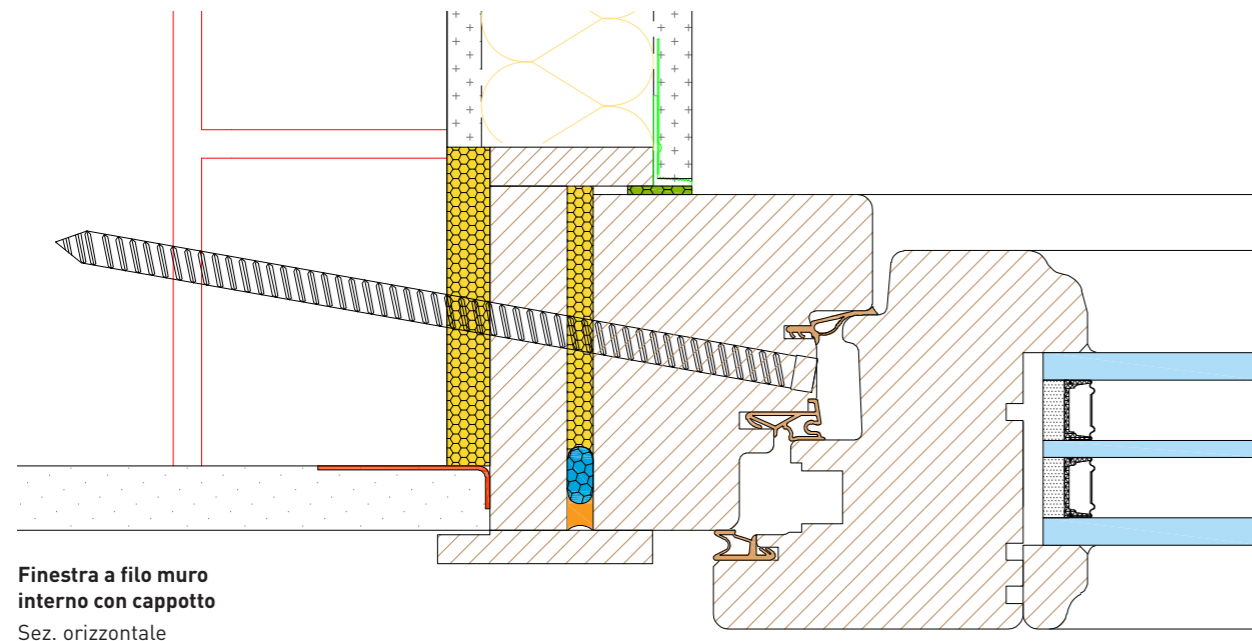 Finestra a filo muro
interno con cappotto
Sez. orizzontale